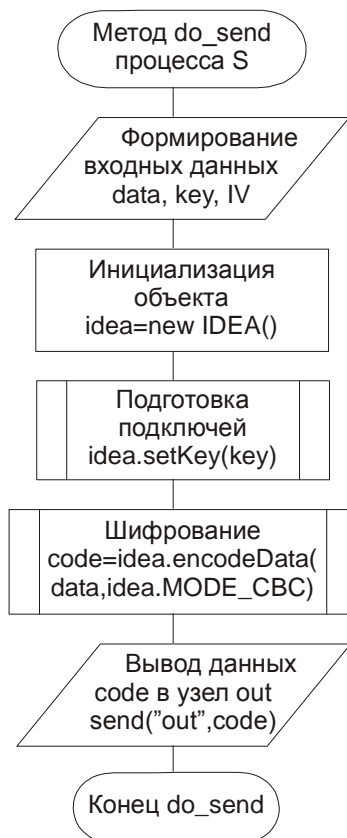 Метод do_send
процесса S
Формирование
входных данных
data, key, IV
Инициализация
объекта
idea=new IDEA()
Подготовка
подключей
idea.setKey(key)
Шифрование
code=idea.encodeData(
data,idea.MODE_CBC)
Вывод данных
code в узел out
send("out",code)
Конец do_send